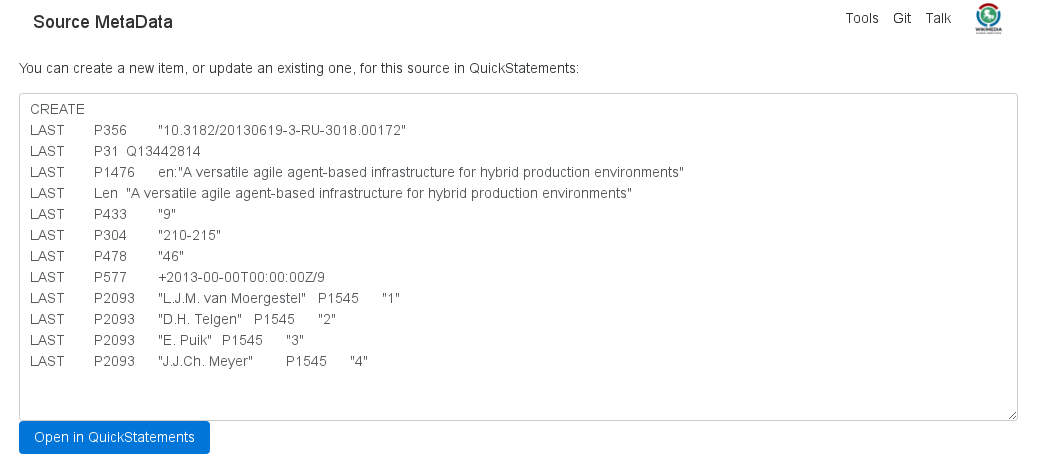 Source MetaData
Tools Git Talk
WIKIMEDIA
You can create a new item, or update an existing one, for this source in QuickStatements:
CREATE
LAST P356 "10.3182/20130619-3-RU-3018.00172"
LAST P31 Q13442814
LAST P1476 en:"A versatile agile agent-based infrastructure for hybrid production environments"
LAST Len "A versatile agile agent-based infrastructure for hybrid production environments"
LAST P433 "9"
LAST P304 "210-215"
LAST P478 "46"
LAST P577 +2013-00-00T00:00:00Z/9
LAST P2093 "L.J.M. van Moergestel" P1545 "1"
LAST P2093 "D.H. Telgen" P1545 "2"
LAST P2093 "E. Puik" P1545 "3"
LAST P2093 "J.J.Ch. Meyer" P1545 "4"
Open in QuickStatements